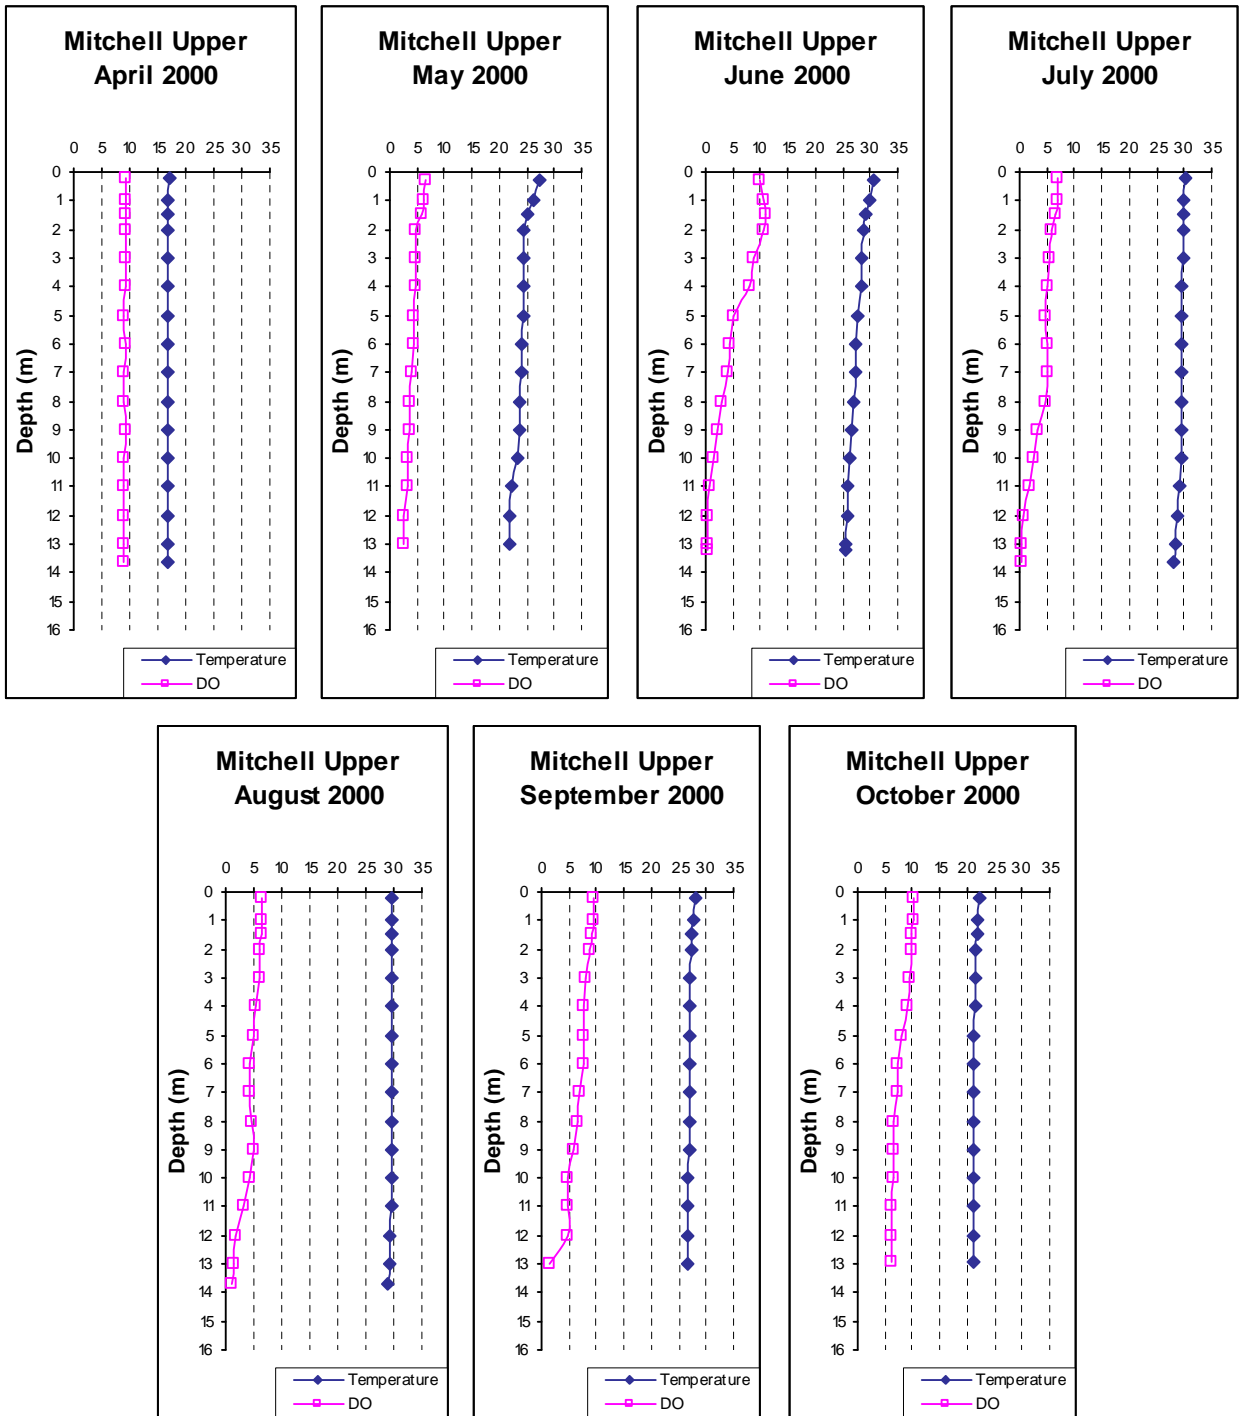 Mitchell Upper
April 2000
0 5 10 15 20 25 30 35
0
1
2
3
4
5
6
7
8
9
10
11
12
13
14
15
16
Depth (m)
Temperature
DO
Mitchell Upper
May 2000
0 5 10 15 20 25 30 35
0
1
2
3
4
5
6
7
8
9
10
11
12
13
14
15
16
Depth (m)
Temperature
DO
Mitchell Upper
June 2000
0 5 10 15 20 25 30 35
0
1
2
3
4
5
6
7
8
9
10
11
12
13
14
15
16
Depth (m)
Temperature
DO
Mitchell Upper
July 2000
0 5 10 15 20 25 30 35
0
1
2
3
4
5
6
7
8
9
10
11
12
13
14
15
16
Depth (m)
Temperature
DO
Mitchell Upper
August 2000
0 5 10 15 20 25 30 35
0
1
2
3
4
5
6
7
8
9
10
11
12
13
14
15
16
Depth (m)
Temperature
DO
Mitchell Upper
September 2000
0 5 10 15 20 25 30 35
0
1
2
3
4
5
6
7
8
9
10
11
12
13
14
15
16
Depth (m)
Temperature
DO
Mitchell Upper
October 2000
0 5 10 15 20 25 30 35
0
1
2
3
4
5
6
7
8
9
10
11
12
13
14
15
16
Depth (m)
Temperature
DO